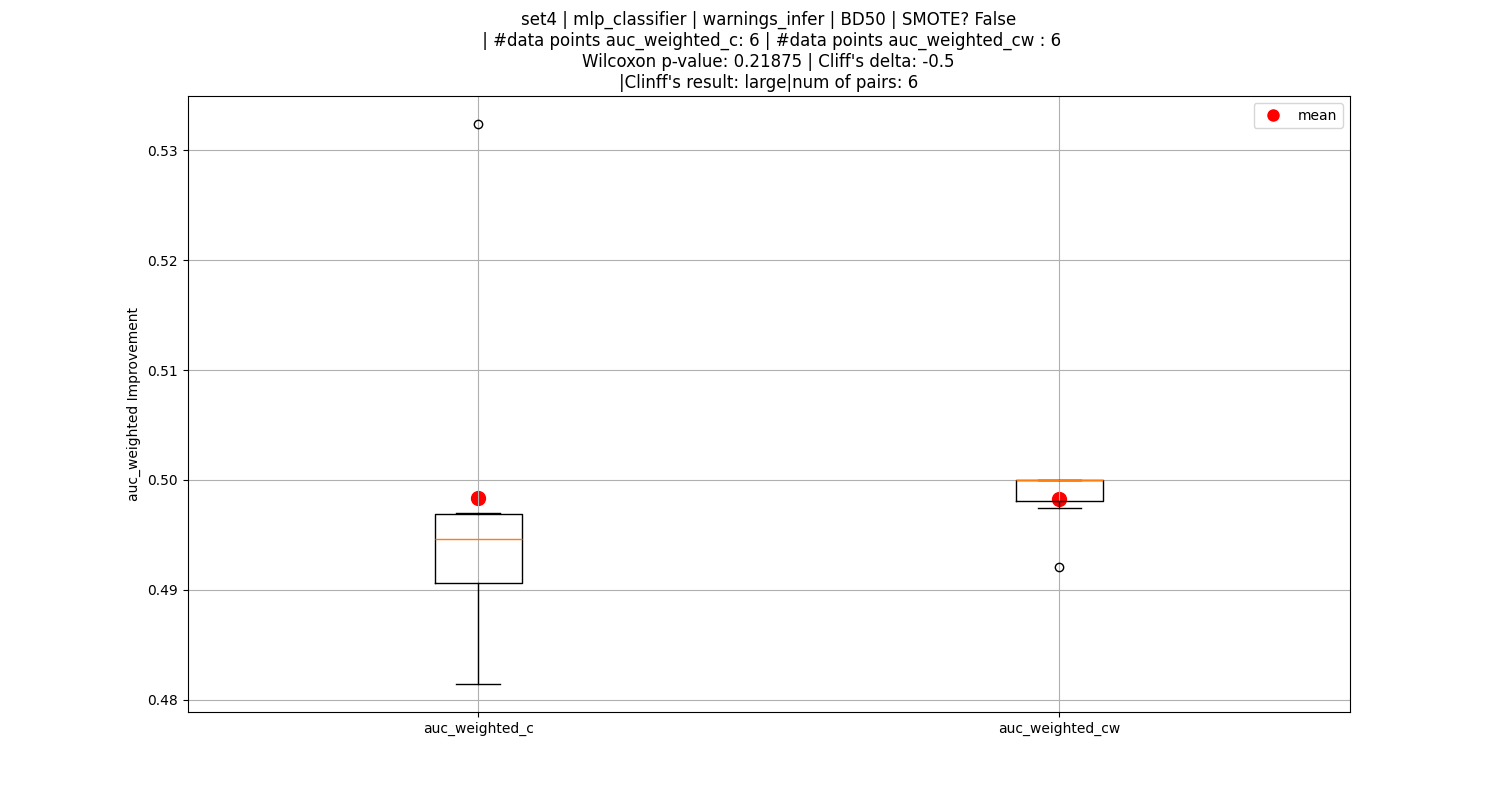 set4 | mlp_classifier | warnings_infer | BD50 | SMOTE? False
| #data points auc_weighted_c: 6 | #data points auc_weighted_cw : 6
Wilcoxon p-value: 0.21875 | Cliff's delta: -0.5
|Clinff's result: large|num of pairs: 6
mean
0.53
0.52
0.51
0.50
0.49
0.48
auc_weighted Improvement
auc_weighted_c
auc_weighted_cw